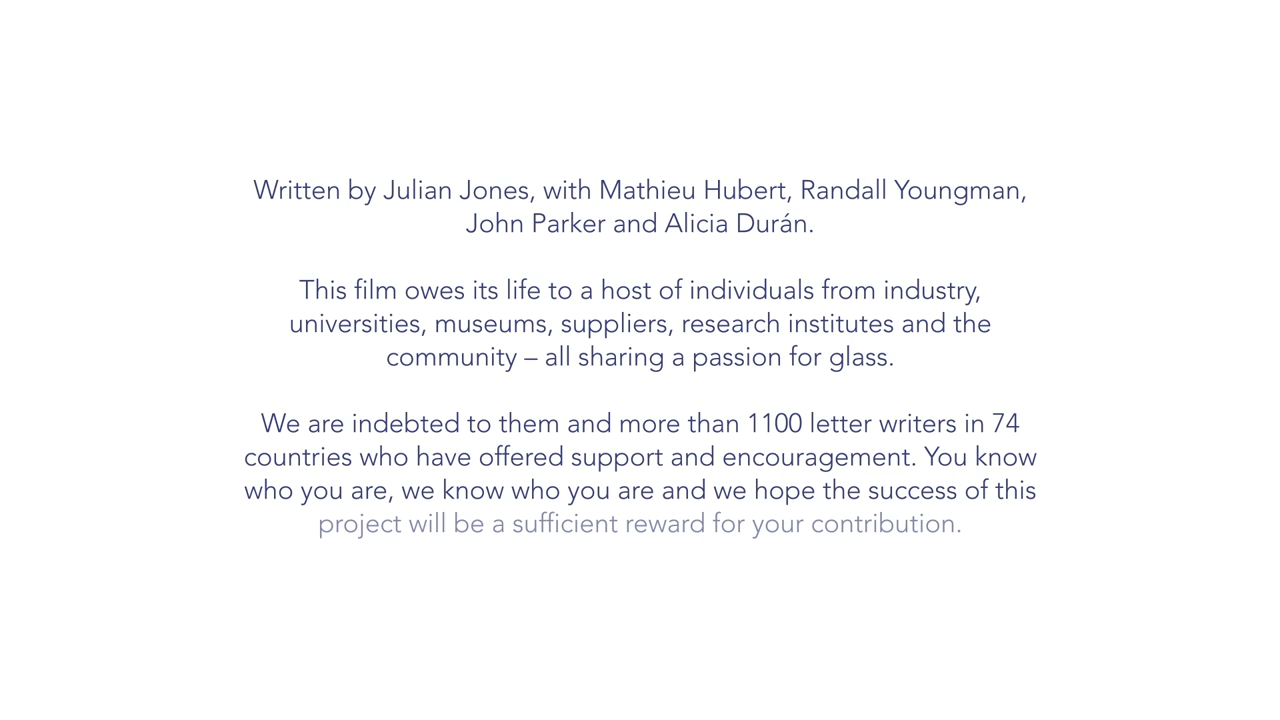 Written by Julian Jones, with Mathieu Hubert, Randall Youngman,
John Parker and Alicia Durán.
This film owes its life to a host of individuals from industry,
universities, museums, suppliers, research institutes and the
community – all sharing a passion for glass.
We are indebted to them and more than 1100 letter writers in 74
countries who have offered support and encouragement. You know
who you are, we know who you are and we hope the success of this
project will be a sufficient reward for your contribution.